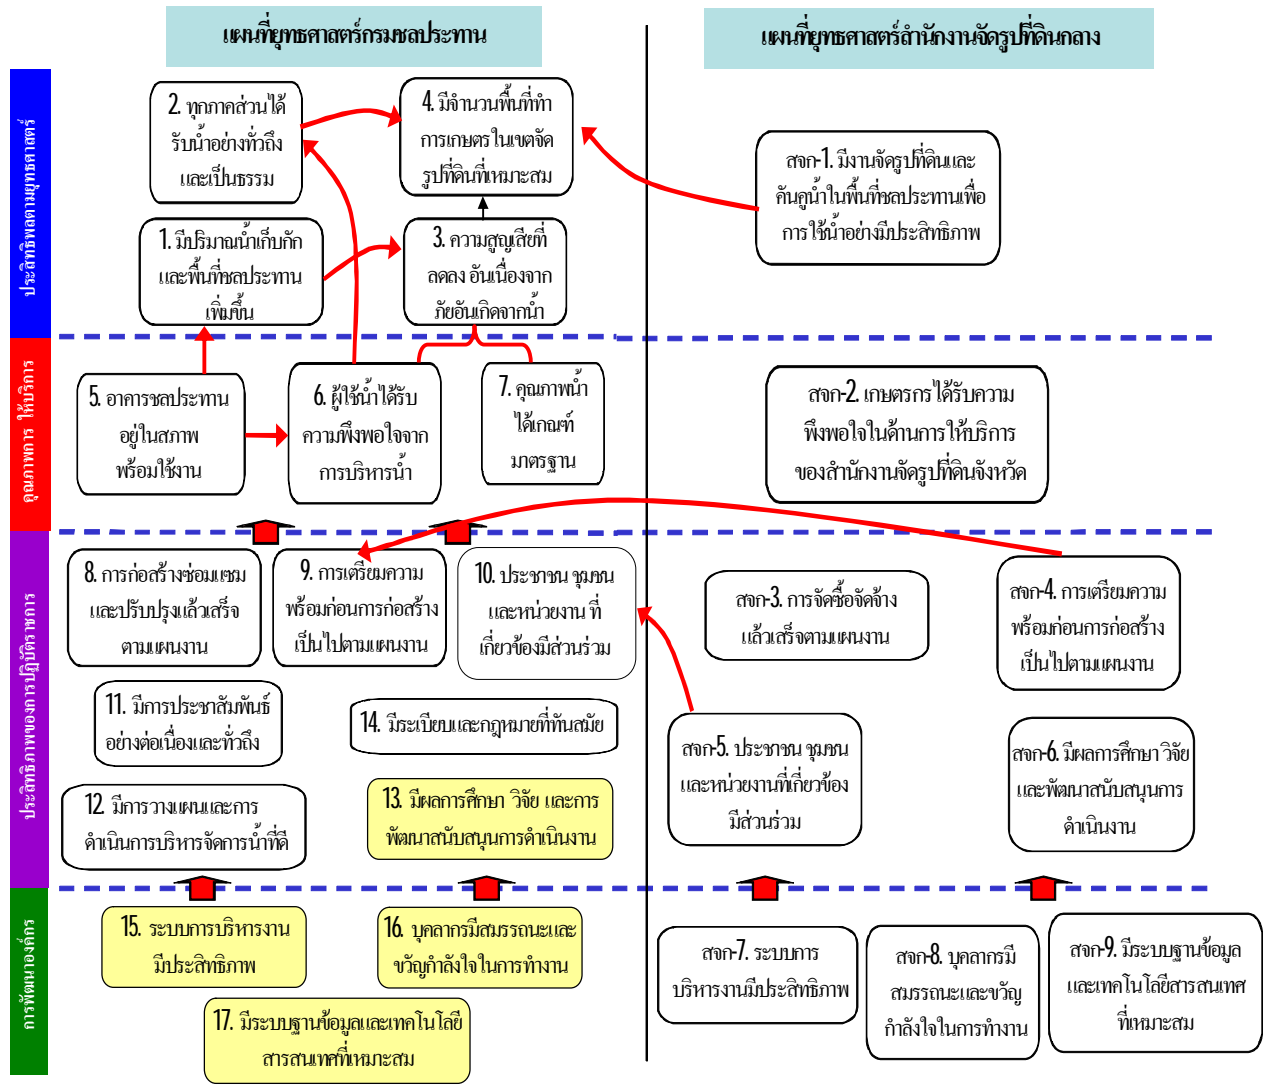 แผนที่ยุทธศาสตร์กรมชลประทาน
แผนที่ยุทธศาสตร์สำนักงานจัดรูปที่ดินกลาง
ประสิทธิผลตามยุทธศาสตร์
2. ทุกภาคส่วนได้
รับน้ำอย่างทั่วถึง
และเป็นธรรม
4. มีจำนวนพื้นที่ทำ
การเกษตรในเขตจัด
รูปที่ดินที่เหมาะสม
สจก-1. มีงานจัดรูปที่ดินและ
คันคูน้ำในพื้นที่ชลประทานเพื่อ
การใช้น้ำอย่างมีประสิทธิภาพ
1. มีปริมาณน้ำเก็บกัก
และพื้นที่ชลประทาน
เพิ่มขึ้น
3. ความสูญเสียที่
ลดลง อันเนื่องจาก
ภัยอันเกิดจากน้ำ
คุณภาพการ ให้บริการ
5. อาคารชลประทาน
อยู่ในสภาพ
พร้อมใช้งาน
6. ผู้ใช้น้ำได้รับ
ความพึงพอใจจาก
การบริหารน้ำ
7. คุณภาพน้ำ
ได้เกณฑ์
มาตรฐาน
สจก-2. เกษตรกรได้รับความ
พึงพอใจในด้านการให้บริการ
ของสำนักงานจัดรูปที่ดินจังหวัด
ประสิทธิภาพของการปฏิบัติราชการ
8. การก่อสร้างซ่อมแซม
และปรับปรุงแล้วเสร็จ
ตามแผนงาน
9. การเตรียมความ
พร้อมก่อนการก่อสร้าง
เป็นไปตามแผนงาน
10. ประชาชน ชุมชน
และหน่วยงาน ที่
เกี่ยวข้องมีส่วนร่วม
สจก-3. การจัดซื้อจัดจ้าง
แล้วเสร็จตามแผนงาน
สจก-4. การเตรียมความ
พร้อมก่อนการก่อสร้าง
เป็นไปตามแผนงาน
11. มีการประชาสัมพันธ์
อย่างต่อเนื่องและทั่วถึง
14. มีระเบียบและกฎหมายที่ทันสมัย
สจก-5. ประชาชน ชุมชน
และหน่วยงานที่เกี่ยวข้อง
มีส่วนร่วม
สจก-6. มีผลการศึกษา วิจัย
และพัฒนาสนับสนุนการ
ดำเนินงาน
12. มีการวางแผนและการ
ดำเนินการบริหารจัดการน้ำที่ดี
13. มีผลการศึกษา วิจัย และการ
พัฒนาสนับสนุนการดำเนินงาน
การพัฒนาองค์กร
15. ระบบการบริหารงาน
มีประสิทธิภาพ
16. บุคลากรมีสมรรถนะและ
ขวัญกำลังใจในการทำงาน
17. มีระบบฐานข้อมูลและเทคโนโลยี
สารสนเทศที่เหมาะสม
สจก-7. ระบบการ
บริหารงานมีประสิทธิภาพ
สจก-8. บุคลากรมี
สมรรถนะและขวัญ
กำลังใจในการทำงาน
สจก-9. มีระบบฐานข้อมูล
และเทคโนโลยีสารสนเทศ
ที่เหมาะสม